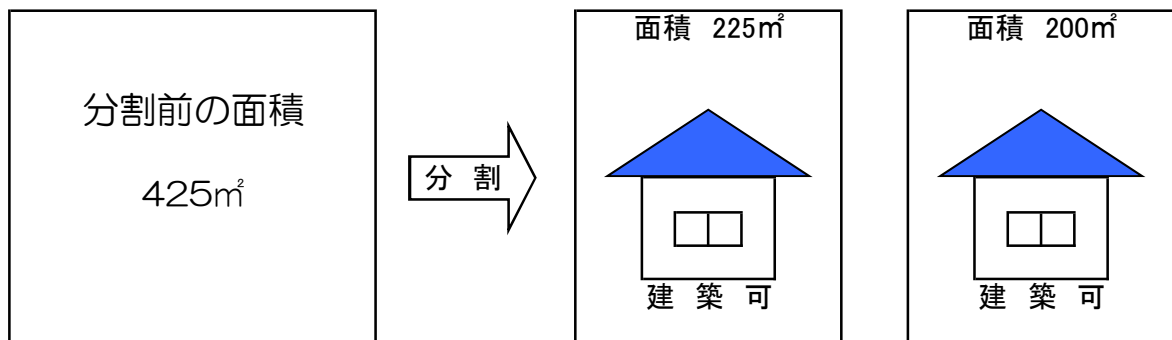 分割前の面積
425㎡
分 割
面積 225㎡
建 築 可
面積 200㎡
建 築 可